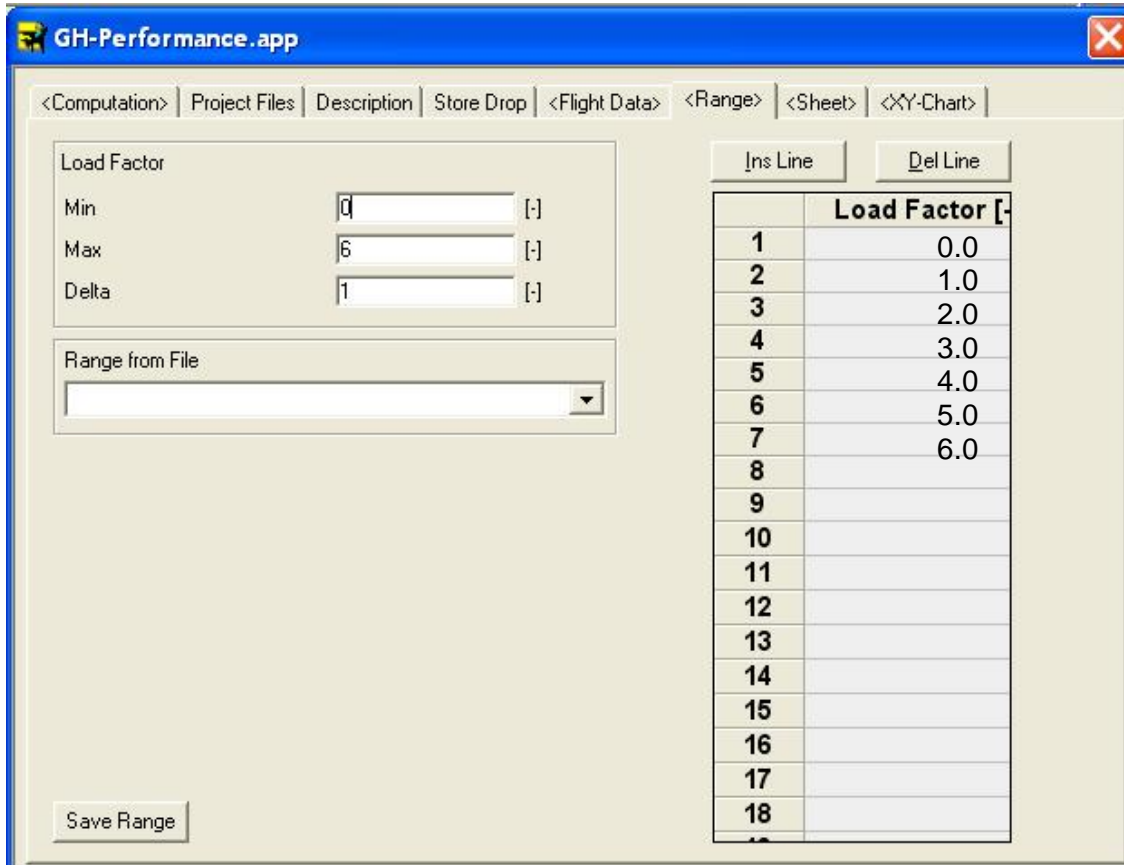 GH-Performance.app
<Computation> Project Files Description Store Drop <Flight Data> <Range> <Sheet> <XY-Chart>
Load Factor
Min 0 [-]
Max 6 [-]
Delta 1 [-]
Range from File
Save Range
Ins Line Del Line
Load Factor [-
1 0.0
2 1.0
3 2.0
4 3.0
5 4.0
6 5.0
7 6.0
8
9
10
11
12
13
14
15
16
17
18